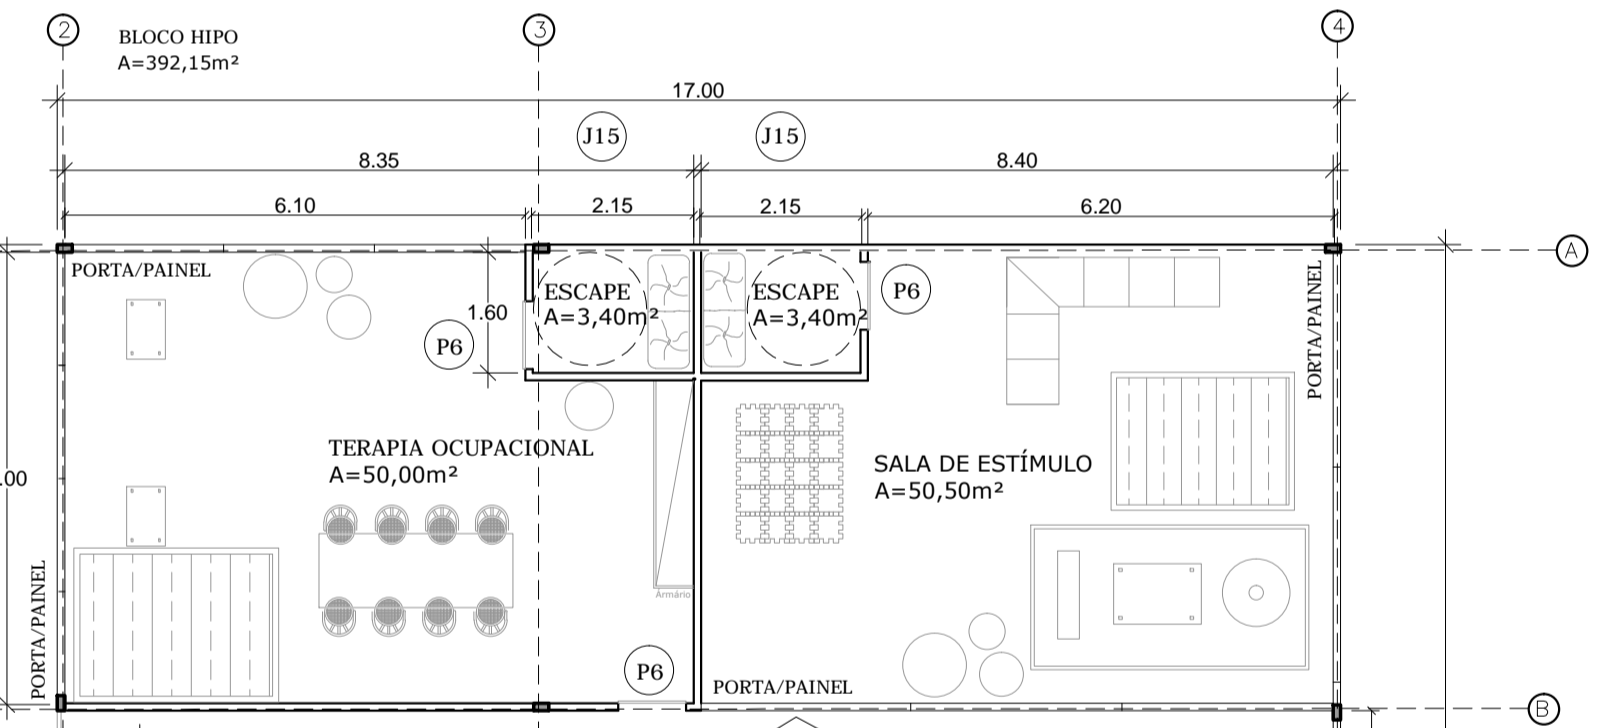 2
3
4
BLOCO HIPO
A=392,15m²
17.00
J15
J15
8.35
8.40
6.10
2.15
2.15
6.20
A
PORTA/PAINEL
ESCAPE
A=3,40m²
ESCAPE
A=3,40m²
P6
1.60
P6
PORTA/PAINEL
TERAPIA OCUPACIONAL
A=50,00m²
SALA DE ESTÍMULO
A=50,50m²
.00
Armário
PORTA/PAINEL
P6
PORTA/PAINEL
B